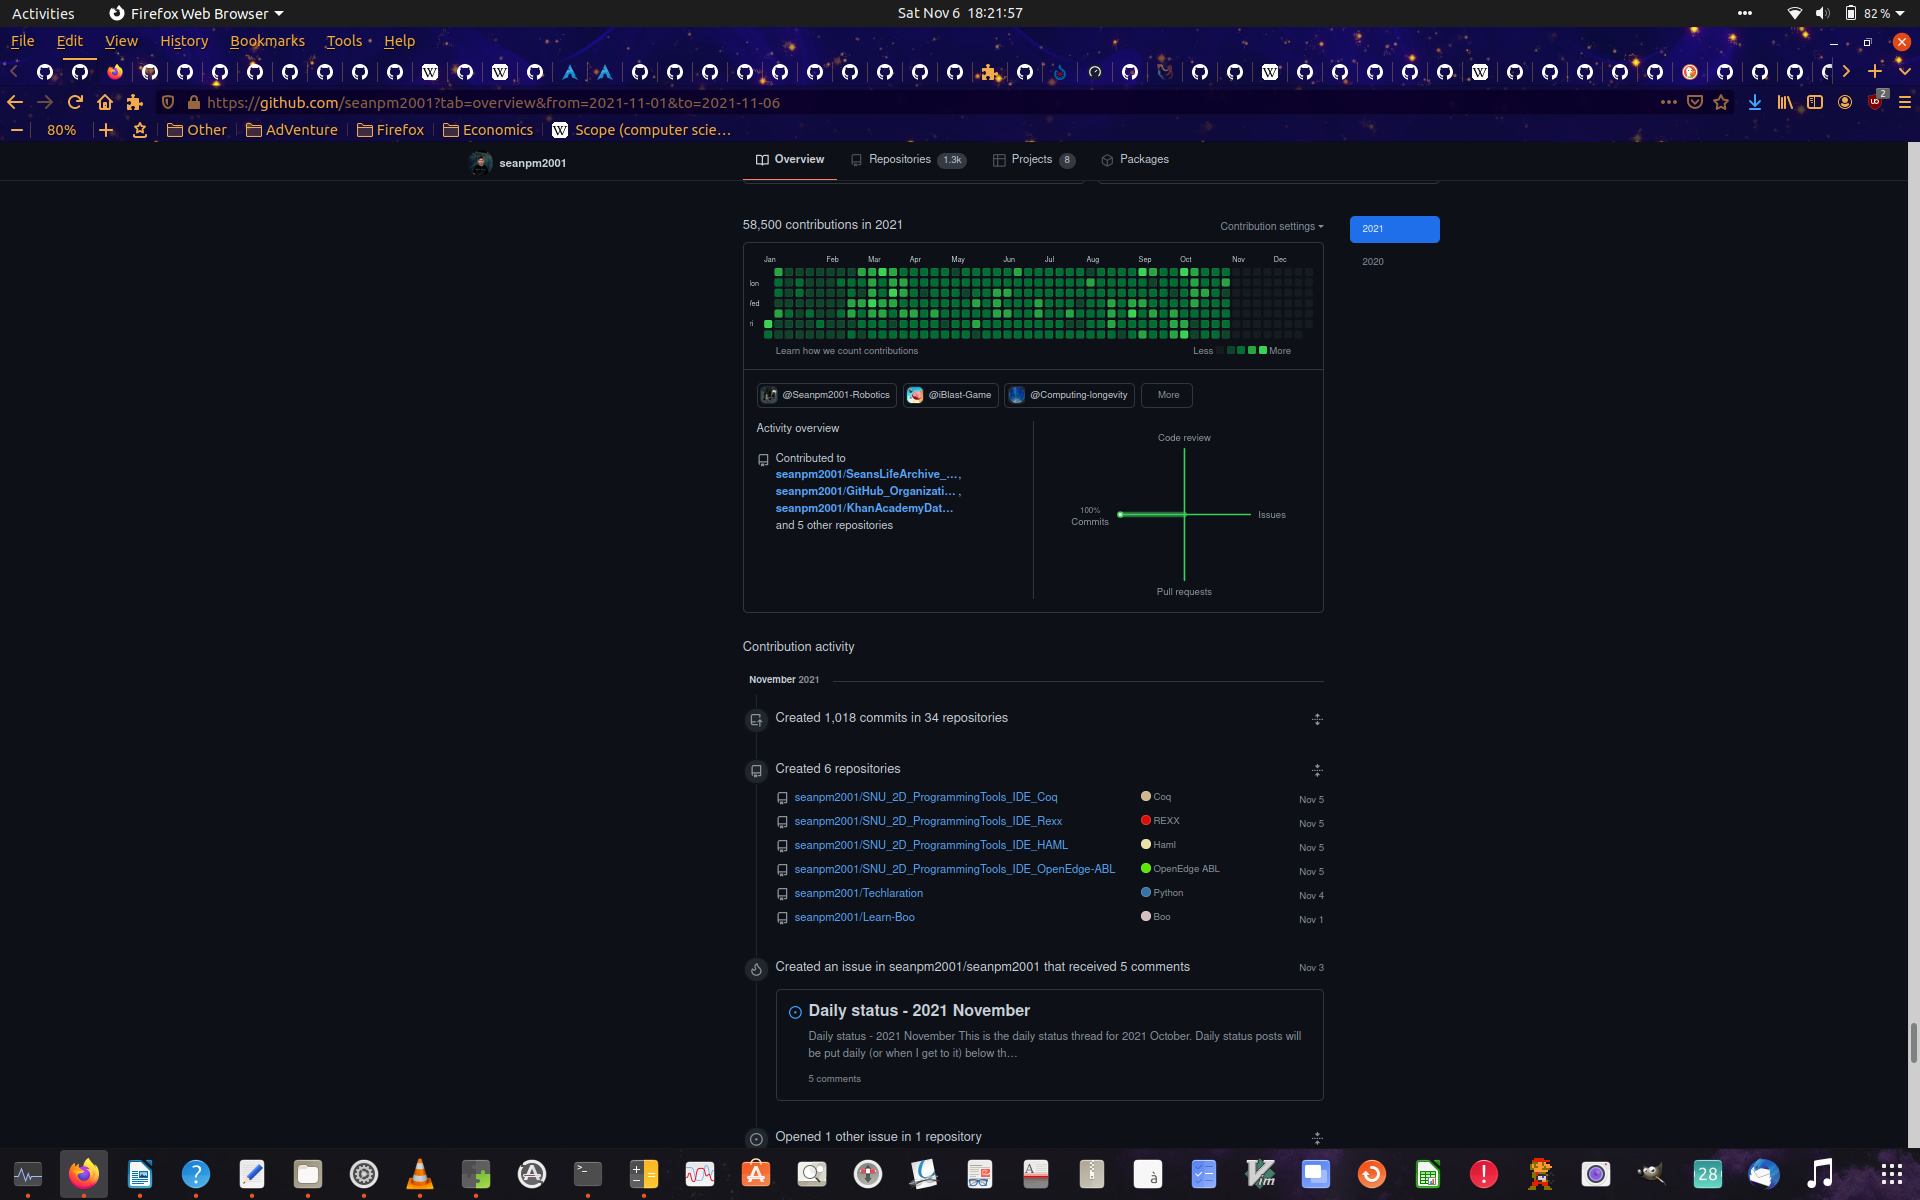 Activities
Firefox Web Browser
Sat Nov 6 18:21:57
82 %
File Edit View History Bookmarks Tools Help
https://github.com/seanpm2001?tab=overview&from=2021-11-01&to=2021-11-06
2
80%
Other
AdVenture
Firefox
Economics
Scope (computer scie…
seanpm2001
Overview
Repositories 1.3k
Projects 8
Packages
58,500 contributions in 2021
Contribution settings
2021
2020
Jan Feb Mar Apr May Jun Jul Aug Sep Oct Nov Dec
lon
/ed
ri
Learn how we count contributions
Less
More
@Seanpm2001-Robotics
@iBlast-Game
@Computing-longevity
More
Activity overview
Contributed to
seanpm2001/SeansLifeArchive_…,
seanpm2001/GitHub_Organizati… ,
seanpm2001/KhanAcademyDat…
and 5 other repositories
Code review
100%
Commits
Issues
Pull requests
Contribution activity
November 2021
Created 1,018 commits in 34 repositories
Created 6 repositories
seanpm2001/SNU_2D_ProgrammingTools_IDE_Coq Coq Nov 5
seanpm2001/SNU_2D_ProgrammingTools_IDE_Rexx REXX Nov 5
seanpm2001/SNU_2D_ProgrammingTools_IDE_HAML Haml Nov 5
seanpm2001/SNU_2D_ProgrammingTools_IDE_OpenEdge-ABL OpenEdge ABL Nov 5
seanpm2001/Techlaration Python Nov 4
seanpm2001/Learn-Boo Boo Nov 1
Created an issue in seanpm2001/seanpm2001 that received 5 comments Nov 3
Daily status - 2021 November
Daily status - 2021 November This is the daily status thread for 2021 October. Daily status posts will
be put daily (or when I get to it) below th…
5 comments
Opened 1 other issue in 1 repository
28